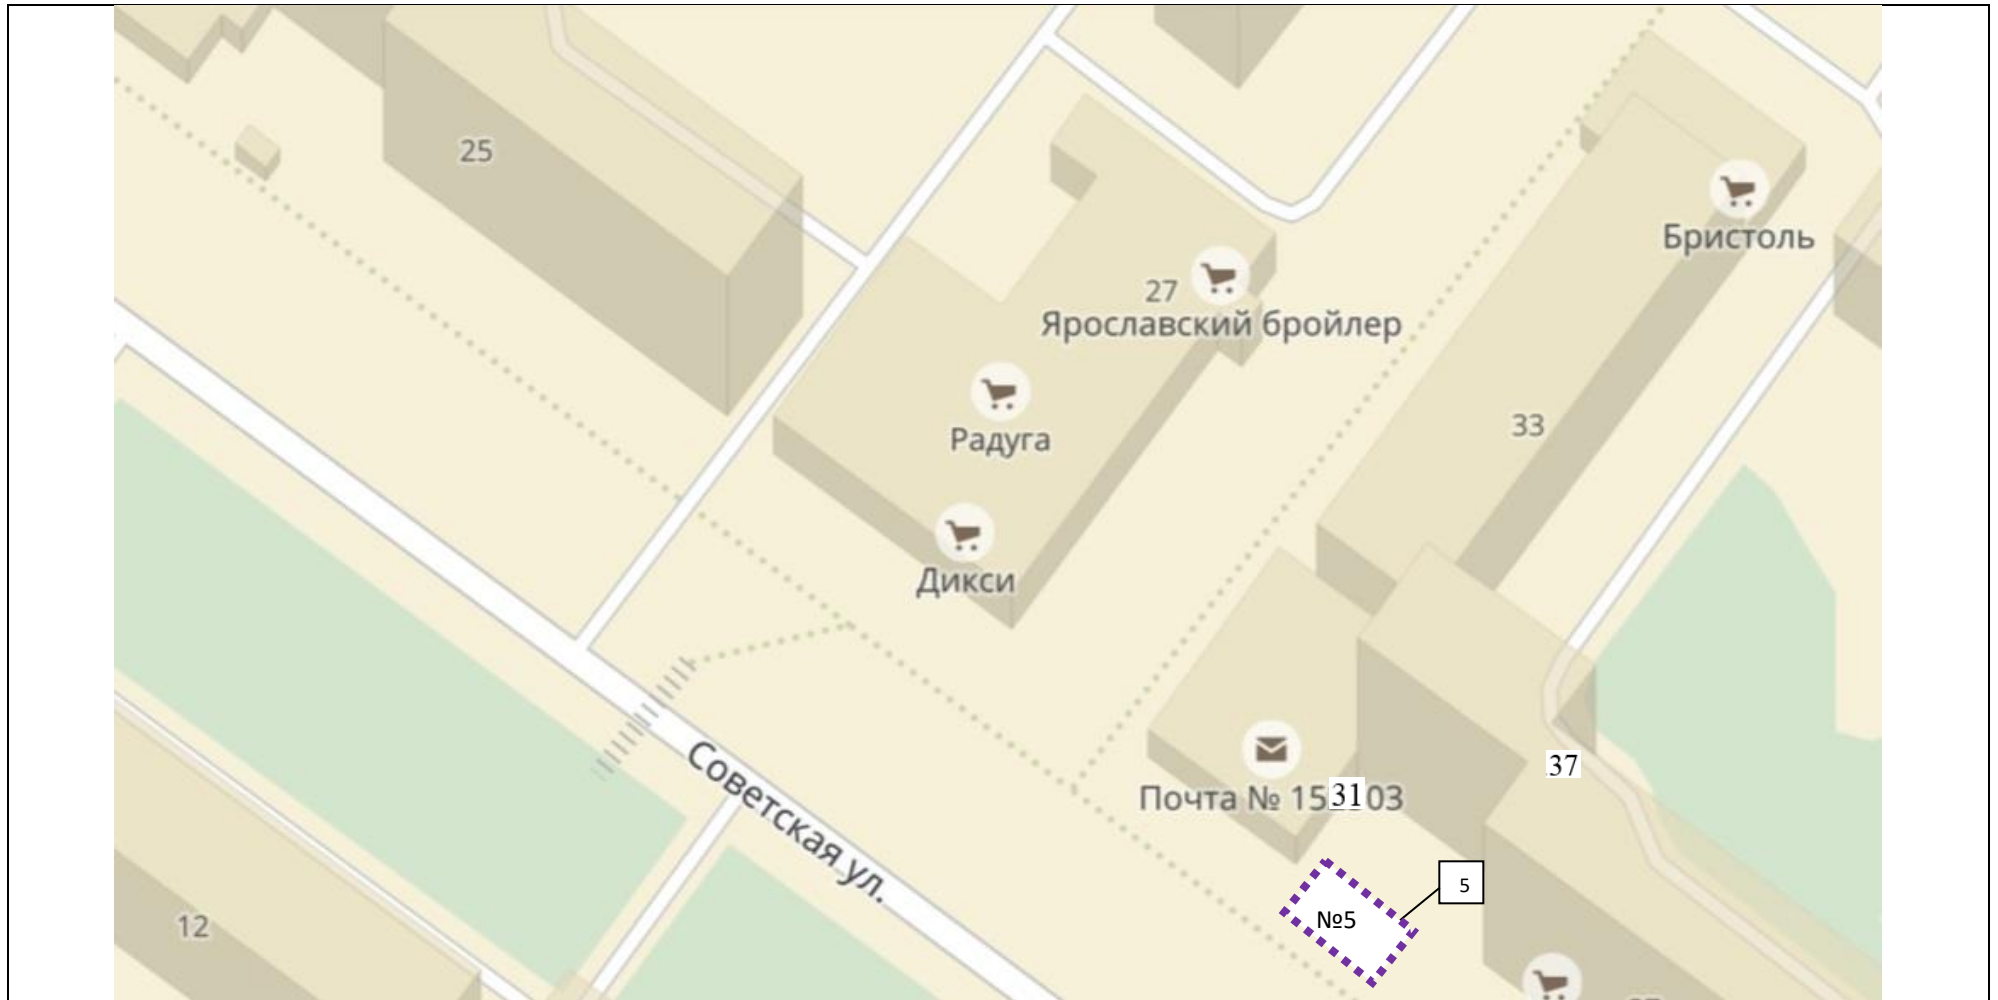 25
Бристоль
27
Ярославский бройлер
33
Радуга
Дикси
37
Почта № 15 31 03
Советская ул.
5
№5
12